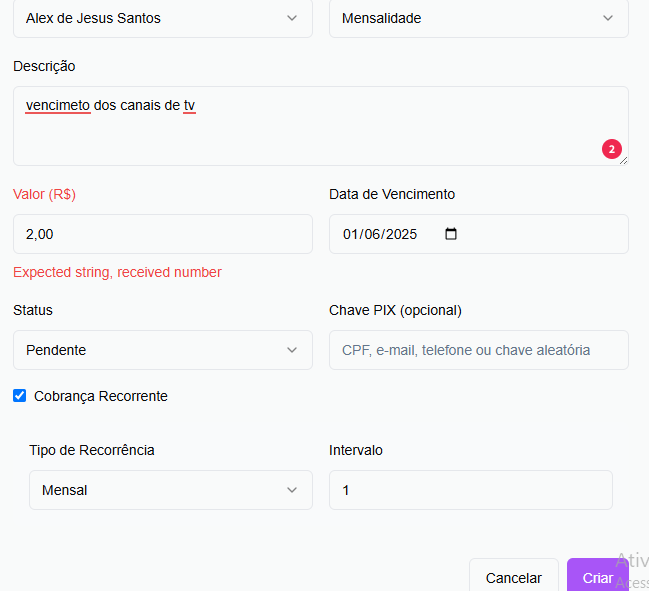 Alex de Jesus Santos Mensalidade
Descrição
vencimeto dos canais de tv
2
Valor (R$) Data de Vencimento
2,00 01/06/2025
Expected string, received number
Status Chave PIX (opcional)
Pendente CPF, e-mail, telefone ou chave aleatória
Cobrança Recorrente
Tipo de Recorrência Intervalo
Mensal 1
Ativ
Cancelar Criar
Acess